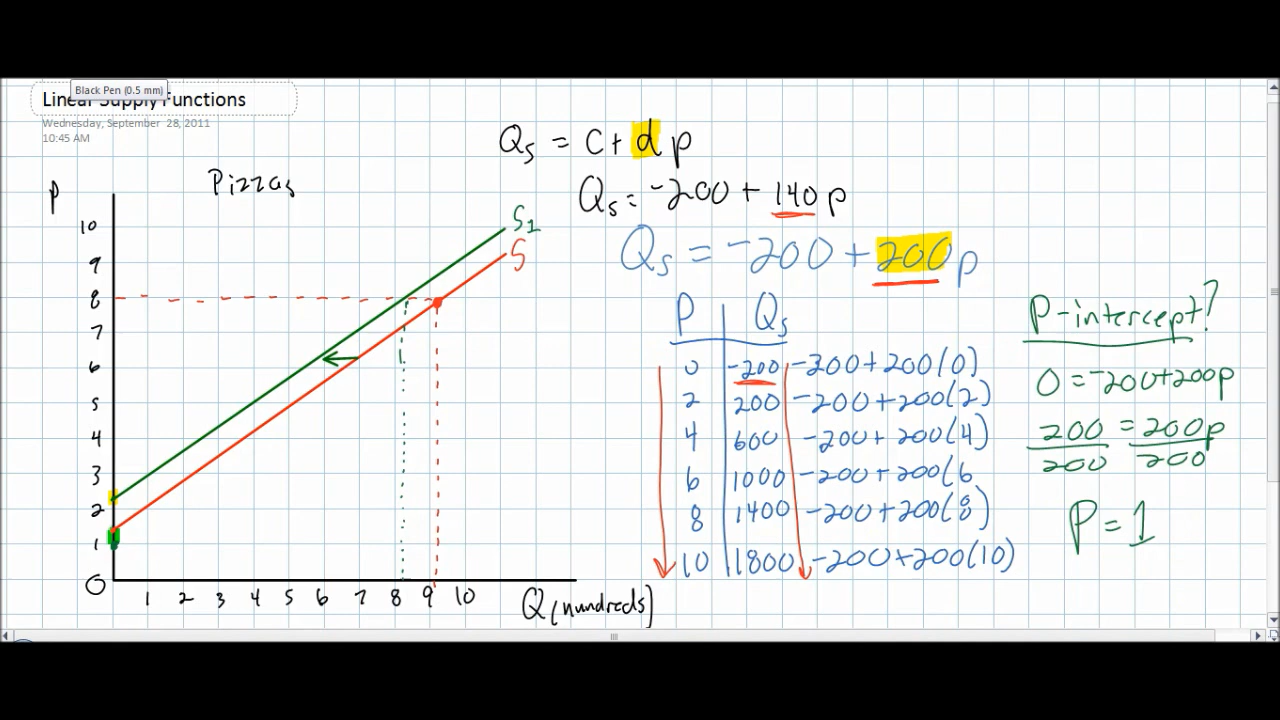 Black Pen (0.5 mm)
Linear Supply Functions
Wednesday, September 28, 2011
10:45 AM
Qs = C + dp
Qs = -200 + 140p
Qs = -200 + 200p
Pizzas
P
10
9
8
7
6
5
4
3
2
1
0
1 2 3 4 5 6 7 8 9 10
Q (hundreds)
S1
S
P Qs
0 -200 -200+200(0)
2 200 -200+200(2)
4 600 -200+200(4)
6 1000 -200+200(6
8 1400 -200+200(8)
10 1800 -200+200(10)
P-intercept?
0 = -200+200p
200 = 200p
200 200
P = 1